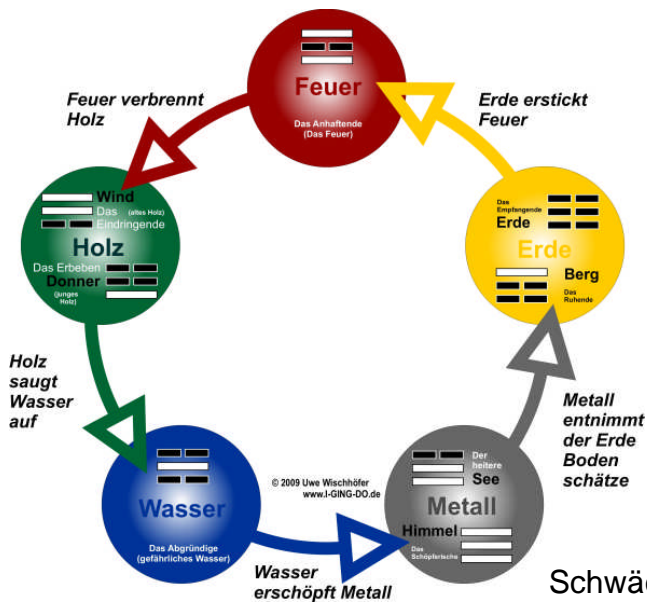 Feuer
Das Anhaftende
(Das Feuer)
Feuer verbrennt
Holz
Erde erstickt
Feuer
Wind
Das (altes Holz)
Eindringende
Holz
Das Erbeben
Donner
(junges
Holz)
Das
Empfangende
Erde
Erde
Berg
Das
Ruhende
Holz
saugt
Wasser
auf
Metall
entnimmt
der Erde
Boden
schätze
Wasser
Das Abgründige
(gefährliches Wasser)
© 2009 Uwe Wischhöfer
www.I-GING-DO.de
Der
heitere
See
Metall
Himmel
Das
Schöpferische
Wasser
erschöpft Metall
Schwä